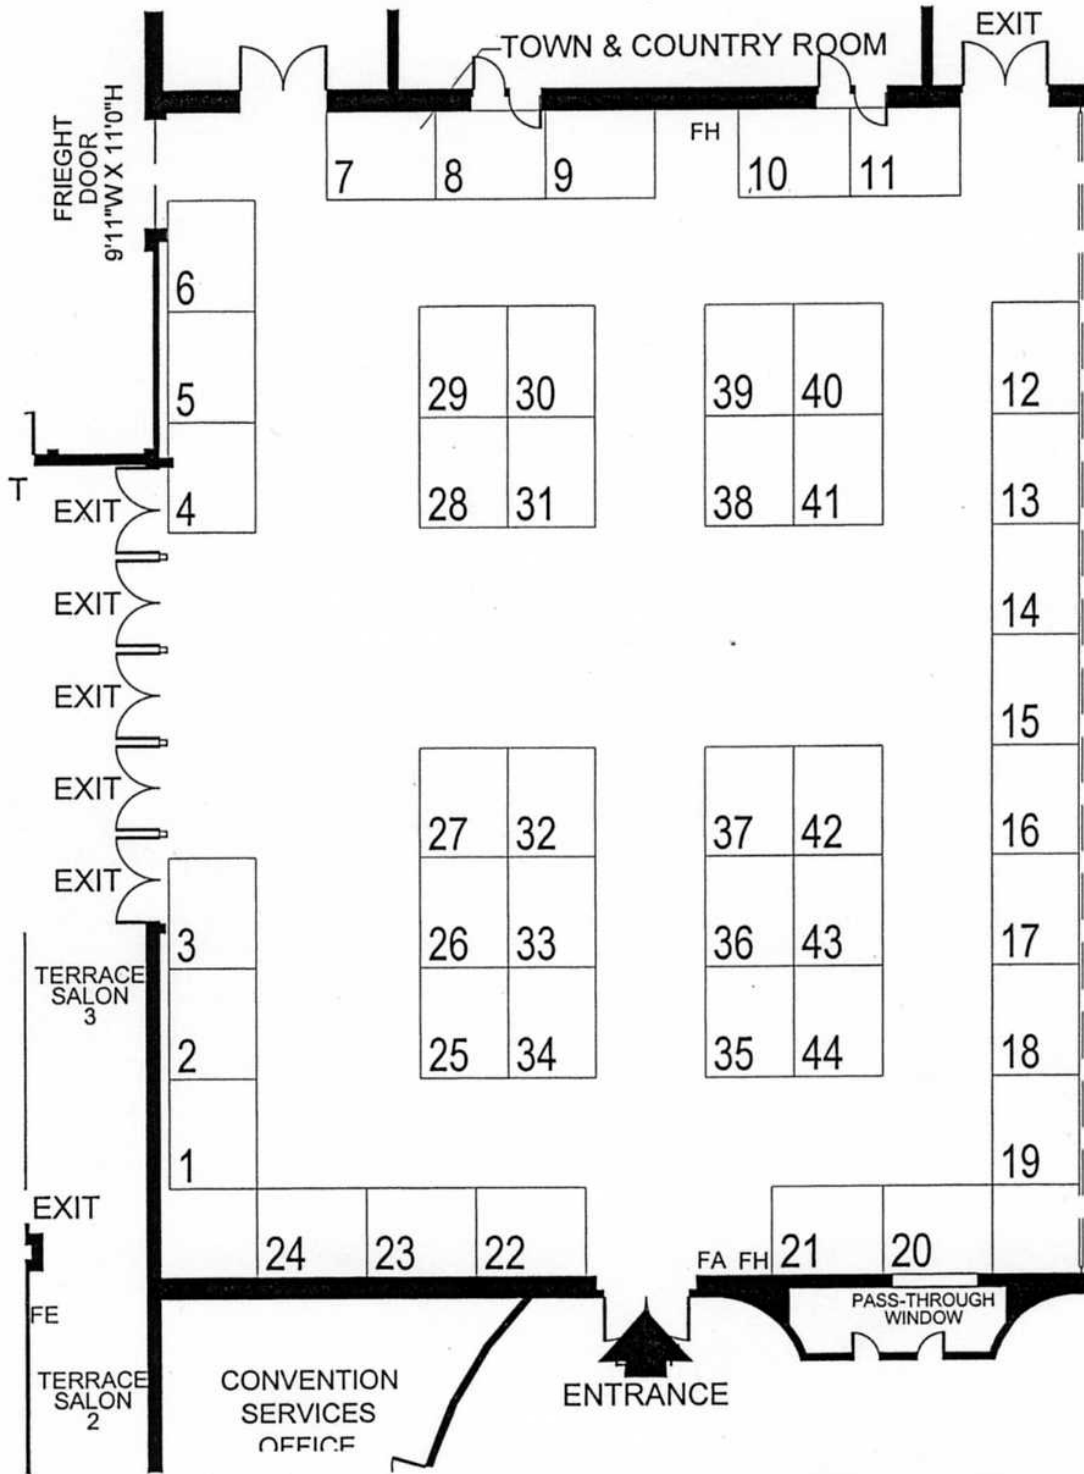 EXIT
TOWN & COUNTRY ROOM
FRIEGHT
DOOR
9'11"W X 11'0"H
FH
7 8 9 10 11
6
5
4
29 30 39 40 12
28 31 38 41 13
T
EXIT
EXIT
EXIT
EXIT
EXIT
14
15
27 32 37 42 16
3 26 33 36 43 17
TERRACE
SALON
3
2 25 34 35 44 18
1 19
EXIT
24 23 22 FA FH 21 20
FE
PASS-THROUGH
WINDOW
TERRACE
SALON
2
CONVENTION
SERVICES
OFFICE
ENTRANCE